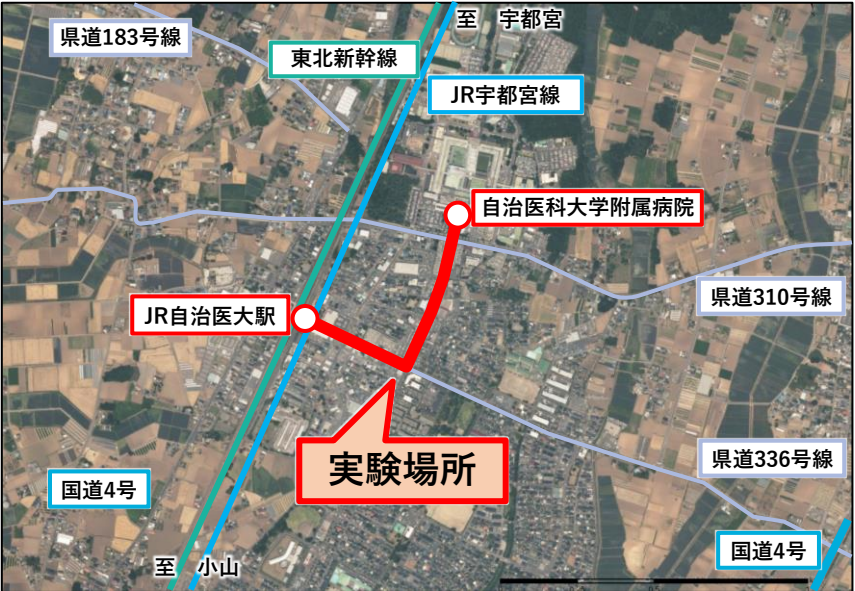 至 宇都宮
県道183号線
東北新幹線
JR宇都宮線
自治医科大学附属病院
県道310号線
JR自治医大駅
実験場所
県道336号線
国道4号
国道4号
至 小山